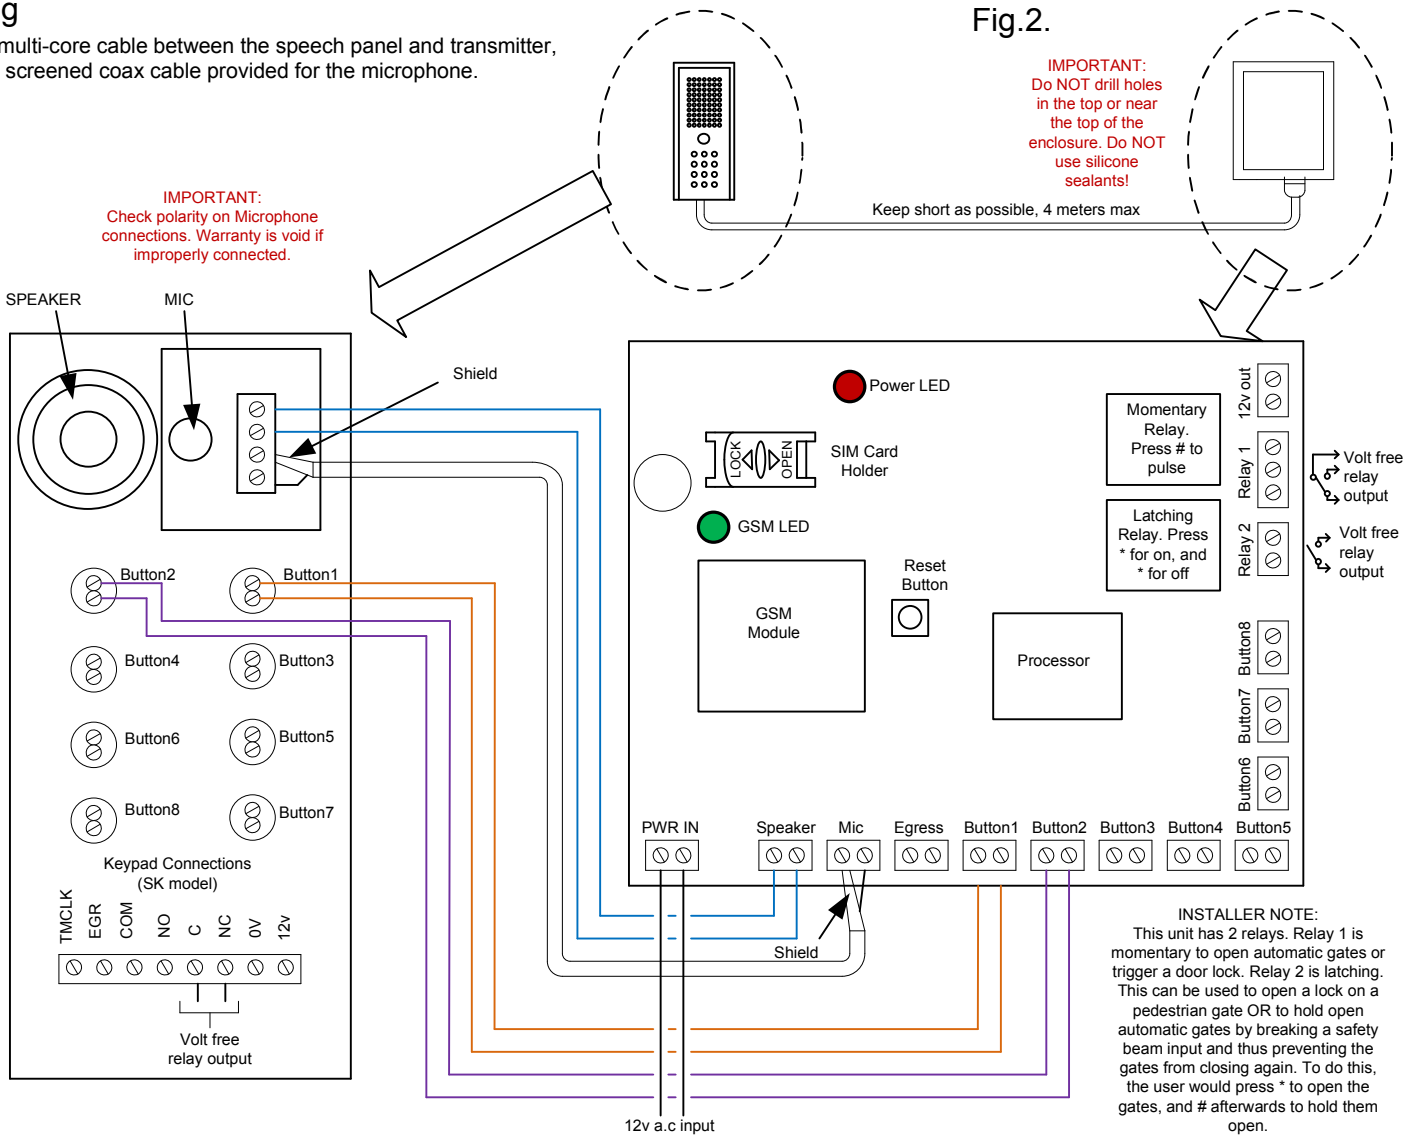 g
multi-core cable between the speech panel and transmitter,
screened coax cable provided for the microphone.
Fig.2.
IMPORTANT:
Do NOT drill holes
in the top or near
the top of the
enclosure. Do NOT
use silicone
sealants!
Keep short as possible, 4 meters max
IMPORTANT:
Check polarity on Microphone
connections. Warranty is void if
improperly connected.
SPEAKER
MIC
Shield
Button2
Button1
Button4
Button3
Button6
Button5
Button8
Button7
Keypad Connections
(SK model)
TMCLK
EGR
COM
NO
C
NC
0V
12v
Volt free
relay output
Power LED
LOCK
OPEN
SIM Card
Holder
GSM LED
GSM
Module
Reset
Button
Processor
Momentary
Relay.
Press # to
pulse
Latching
Relay. Press
* for on, and
* for off
12v out
Relay 1
Relay 2
Button8
Button7
Button6
Volt free
relay
output
Volt free
relay
output
PWR IN
Speaker
Mic
Egress
Button1
Button2
Button3
Button4
Button5
Shield
12v a.c input
INSTALLER NOTE:
This unit has 2 relays. Relay 1 is
momentary to open automatic gates or
trigger a door lock. Relay 2 is latching.
This can be used to open a lock on a
pedestrian gate OR to hold open
automatic gates by breaking a safety
beam input and thus preventing the
gates from closing again. To do this,
the user would press * to open the
gates, and # afterwards to hold them
open.